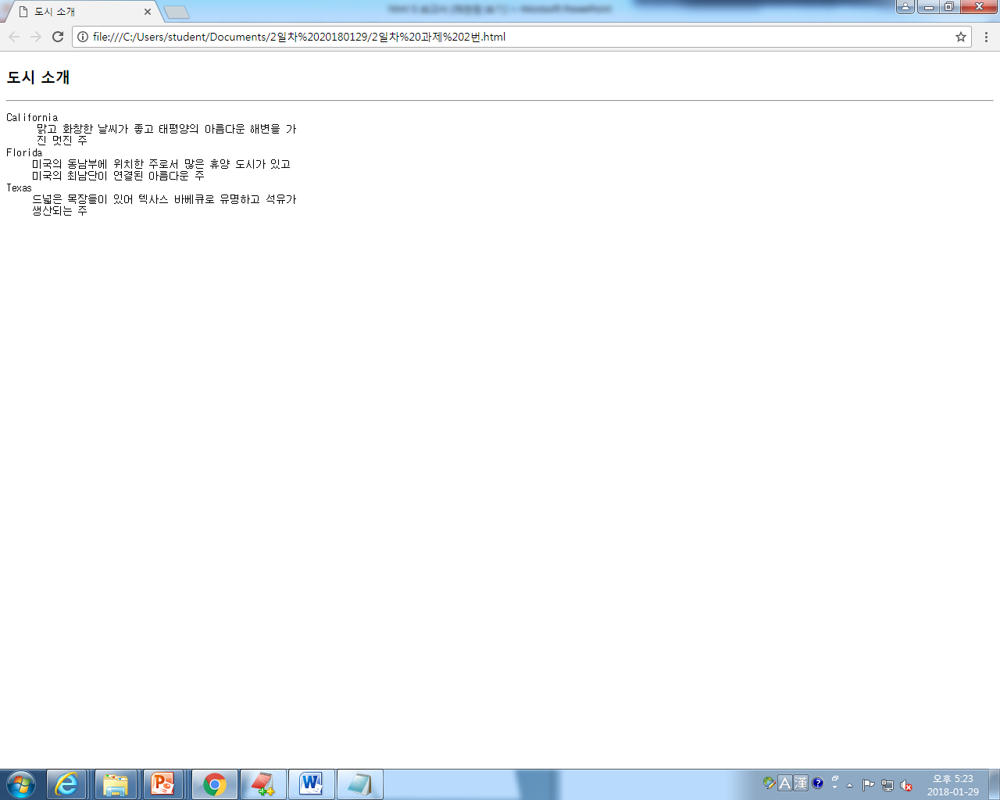 도시 소개
file:///C:/Users/student/Documents/2일차%2020180129/2일차%20과제%202번.html
도시 소개
California
맑고 화창한 날씨가 좋고 태평양의 아름다운 해변을 가
진 멋진 주
Florida
미국의 동남부에 위치한 주로서 많은 휴양 도시가 있고
미국의 최남단이 연결된 아름다운 주
Texas
드넓은 목장들이 있어 텍사스 바베큐로 유명하고 석유가
생산되는 주
A 漢
오후 5:23
2018-01-29